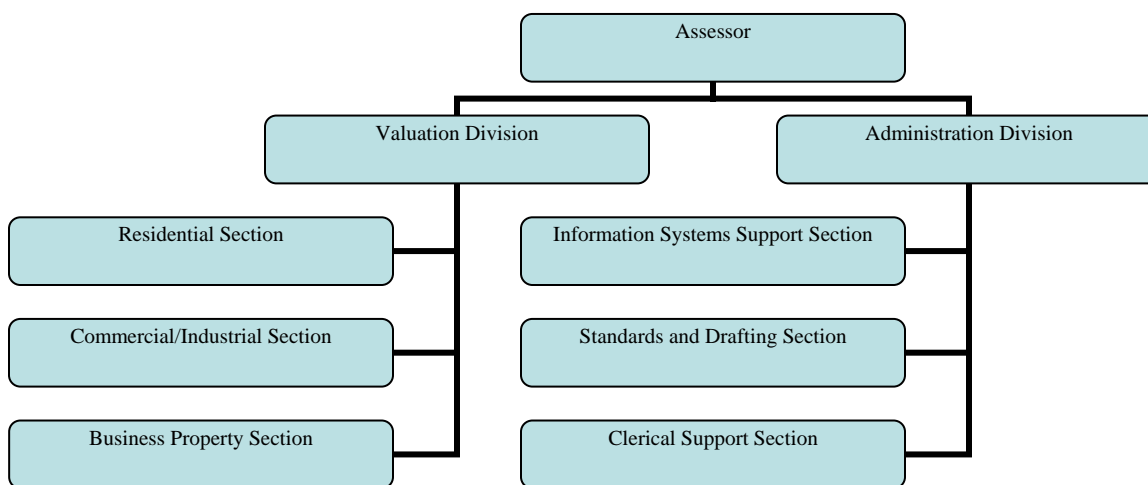 Assessor
Valuation Division
Administration Division
Residential Section
Information Systems Support Section
Commercial/Industrial Section
Standards and Drafting Section
Business Property Section
Clerical Support Section